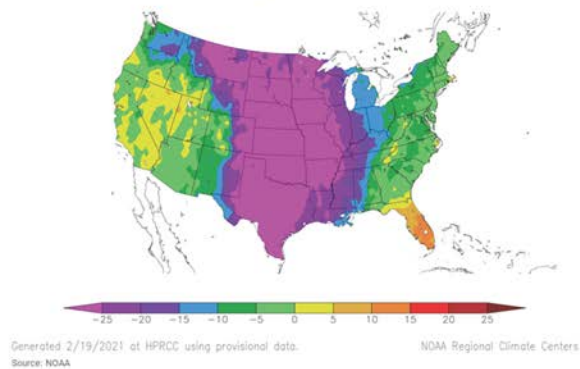 -25 -20 -15 -10 -5 0 5 10 15 20 25
Generated 2/19/2021 at HPRCC using provisional data.
NOAA Regional Climate Centers
Source: NOAA